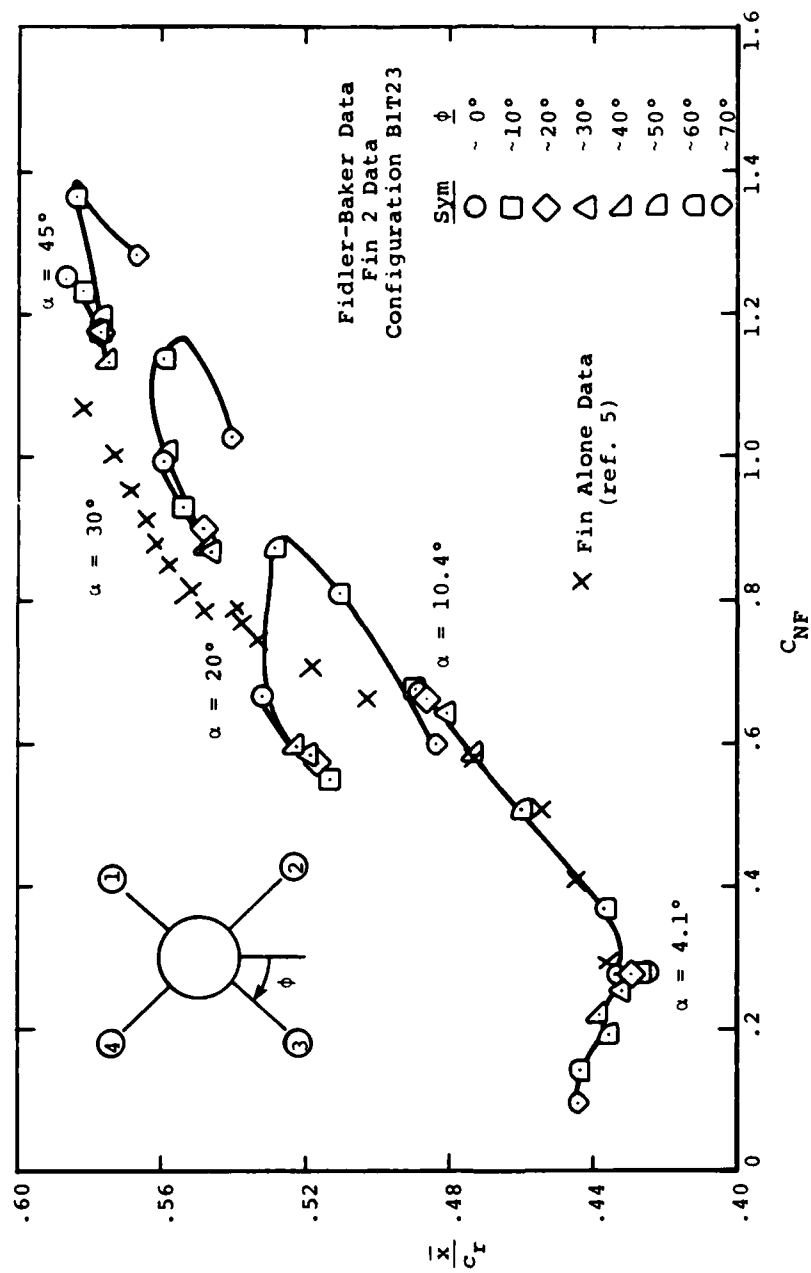 .60
.56
.52
.48
.44
.40
x̄
c_r
0
.2
.4
.6
.8
1.0
1.2
1.4
1.6
C_NF
1
2
3
4
φ
α = 4.1°
α = 10.4°
α = 20°
α = 30°
α = 45°
Fidler-Baker Data
Fin 2 Data
Configuration B1T23
Sym φ
~ 0°
~10°
~20°
~30°
~40°
~50°
~60°
~70°
× Fin Alone Data
(ref. 5)